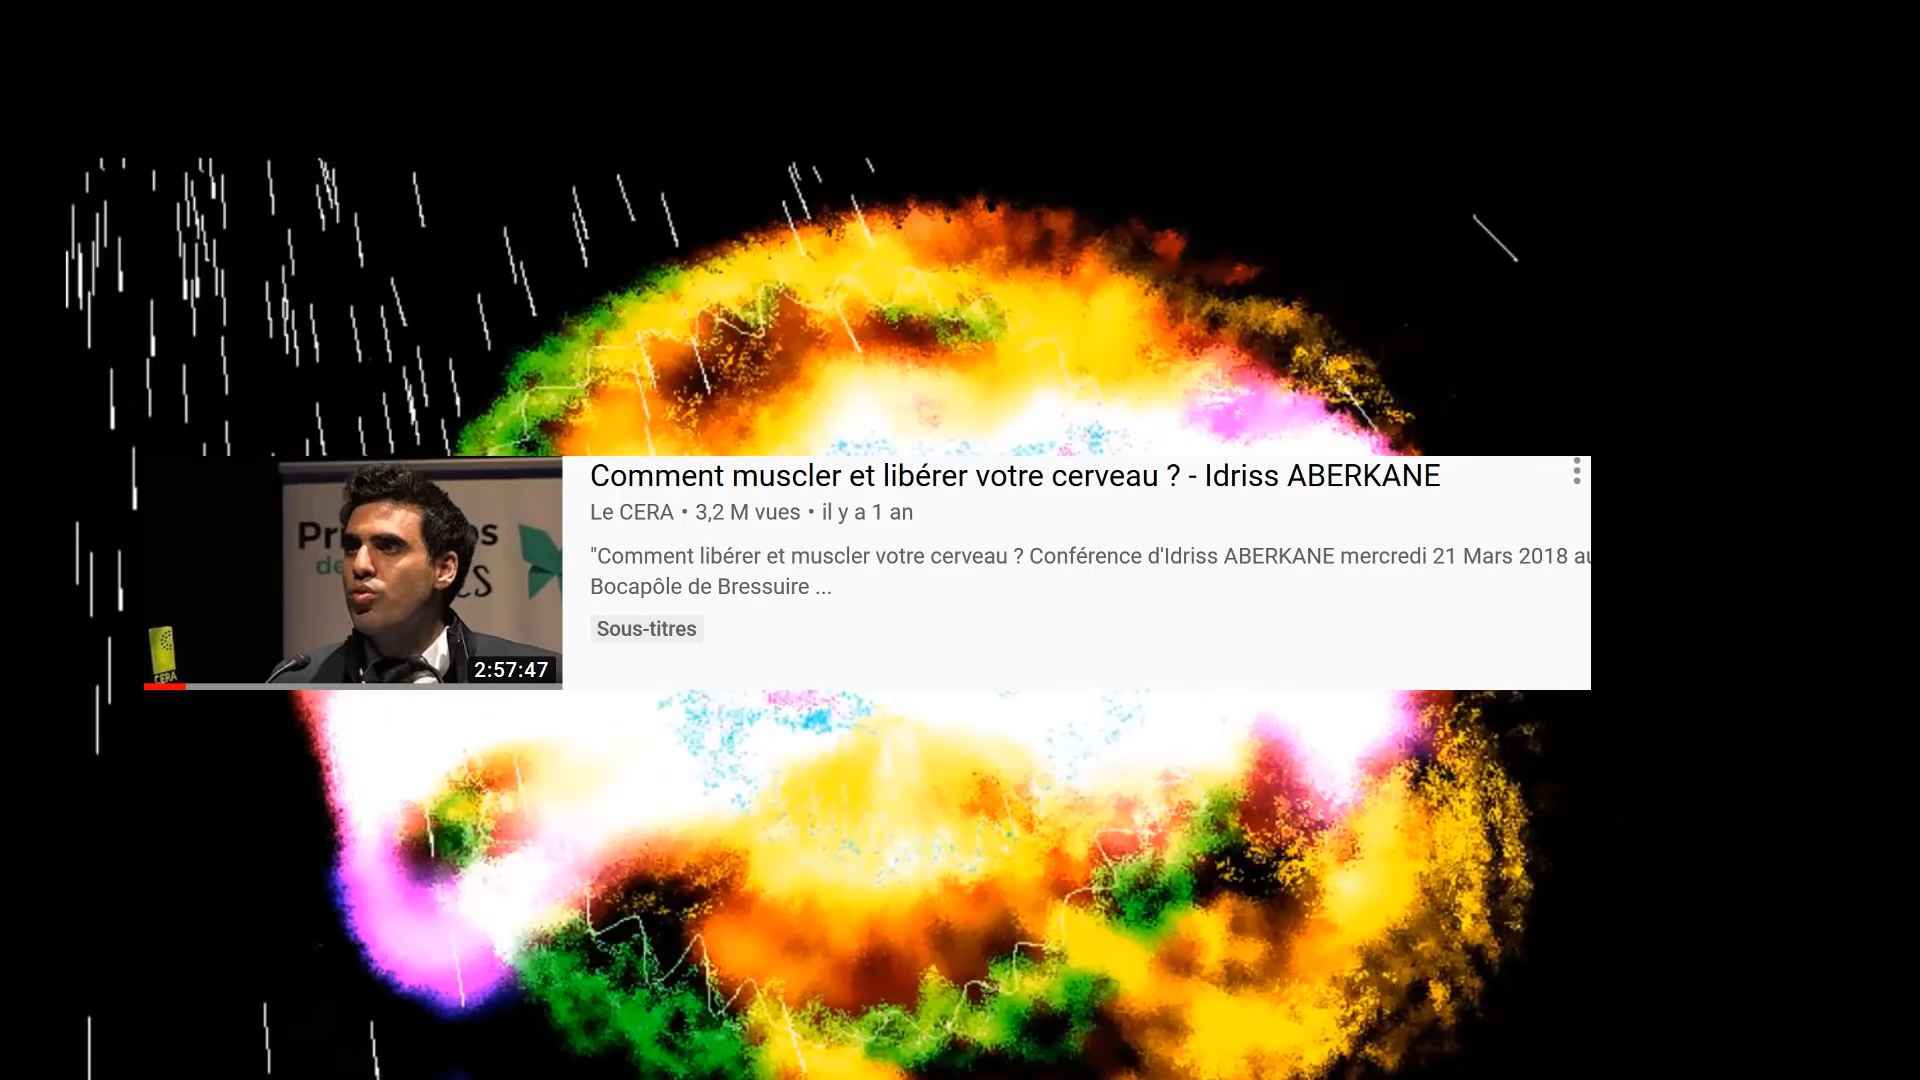 Comment muscler et libérer votre cerveau ? - Idriss ABERKANE
Le CERA • 3,2 M vues • il y a 1 an
"Comment libérer et muscler votre cerveau ? Conférence d'Idriss ABERKANE mercredi 21 Mars 2018 au
Bocapôle de Bressuire ...
Sous-titres
2:57:47
CERA